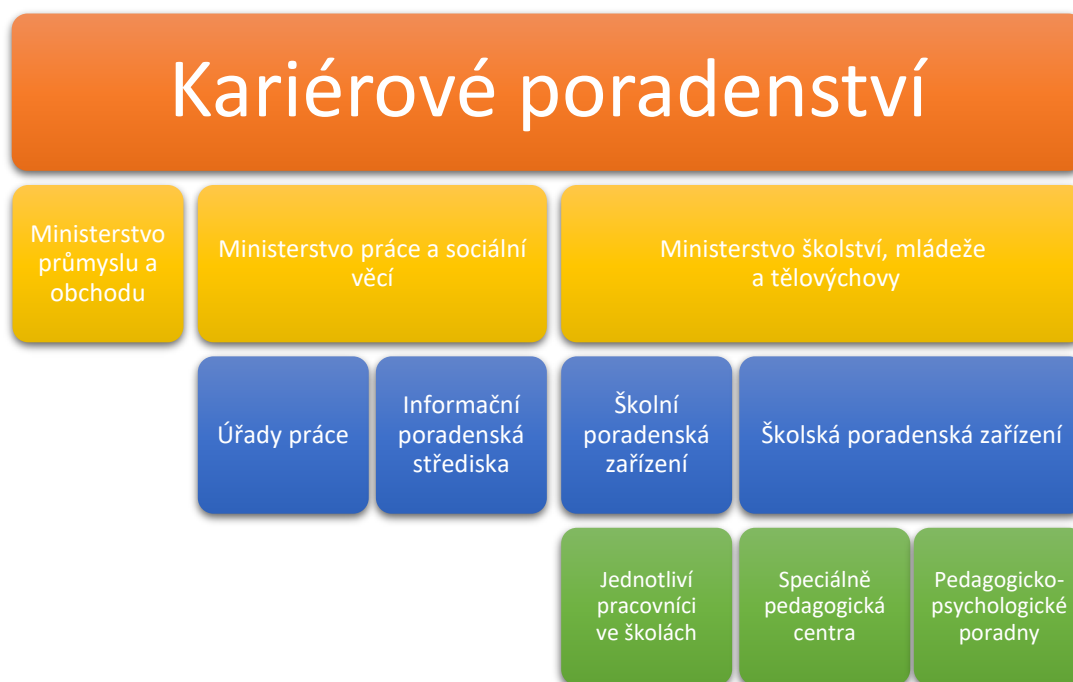 Kariérové poradenství
Ministerstvo
průmyslu a
obchodu
Ministerstvo práce a sociální
věcí
Ministerstvo školství, mládeže
a tělovýchovy
Úřady práce
Informační
poradenská
střediska
Školní
poradenská
zařízení
Školská poradenská zařízení
Jednotliví
pracovníci
ve školách
Speciálně
pedagogická
centra
Pedagogicko-
psychologické
poradny